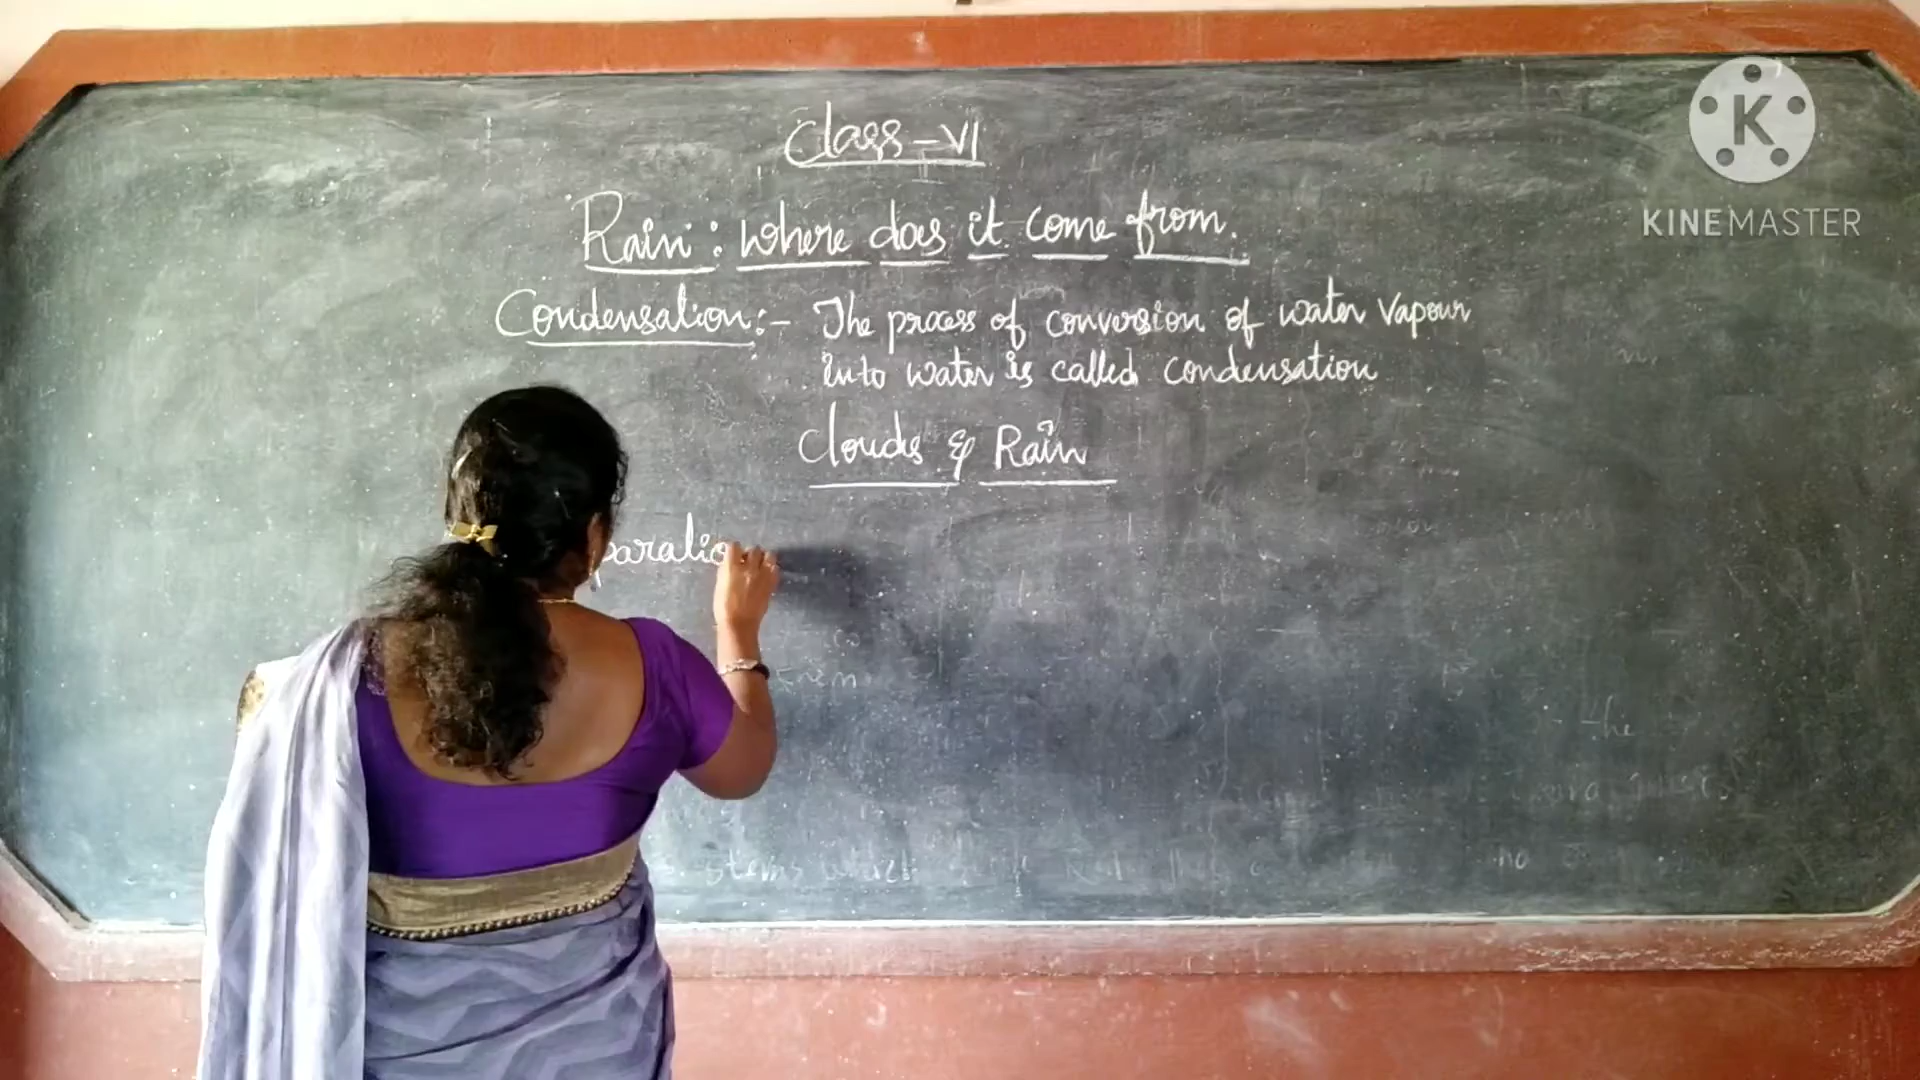 Class - VI
KINEMASTER
Rain : Where does it come from.
Condensation :- The process of conversion of water vapour
into water is called condensation
Clouds & Rain
paratio